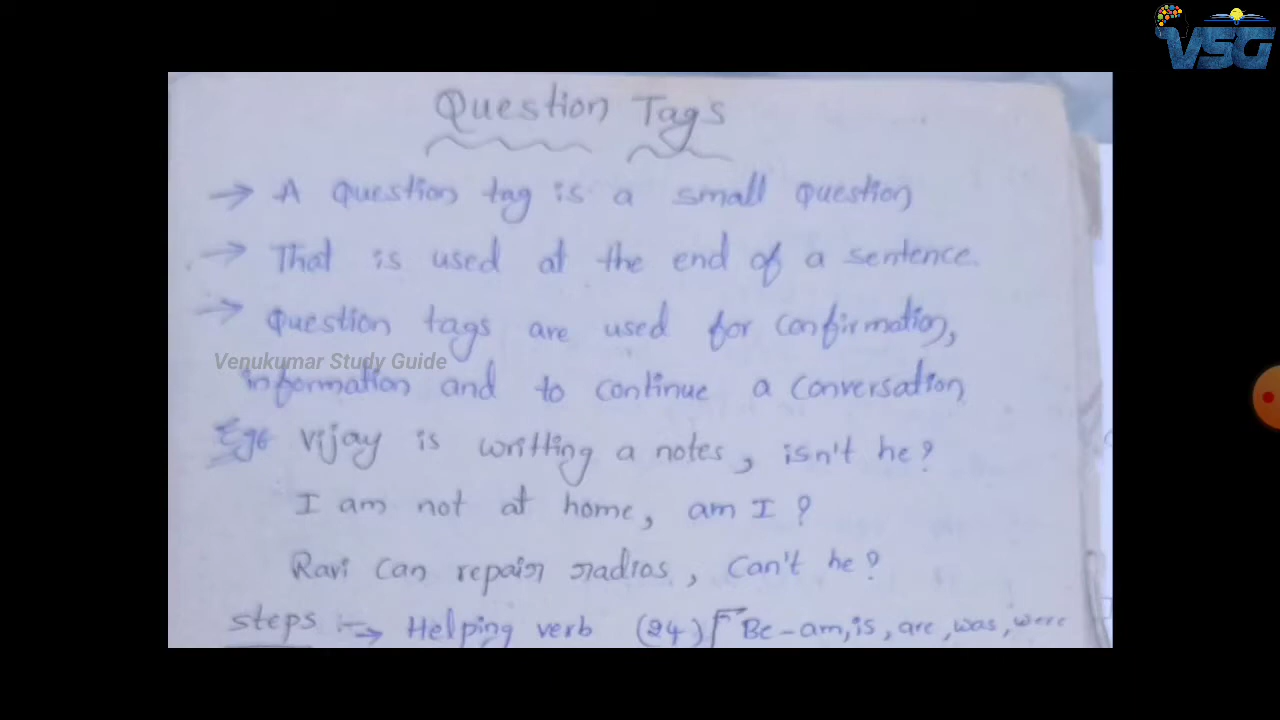 VSG
Question Tags
→ A Question tag is a small question
→ That is used at the end of a sentence.
→ Question tags are used for confirmation,
Venukumar Study Guide
information and to continue a conversation
Eg: Vijay is writting a notes, isn't he?
I am not at home, am I?
Ravi can repair radios, can't he?
steps :-→ Helping verb (24) Be - am, is, are, was, were